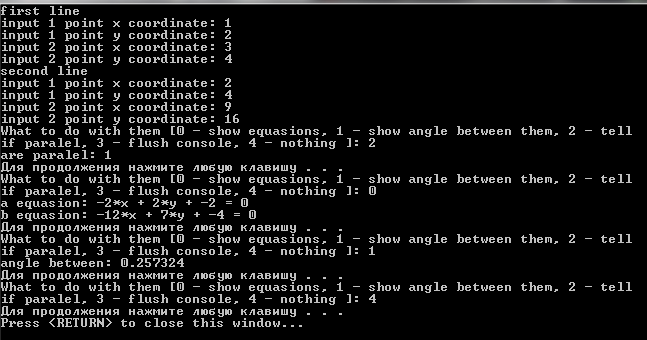 first line
input 1 point x coordinate: 1
input 1 point y coordinate: 2
input 2 point x coordinate: 3
input 2 point y coordinate: 4
second line
input 1 point x coordinate: 2
input 1 point y coordinate: 4
input 2 point x coordinate: 9
input 2 point y coordinate: 16
What to do with them [0 - show equasions, 1 - show angle between them, 2 - tell
if paralel, 3 - flush console, 4 - nothing ]: 2
are paralel: 1
Для продолжения нажмите любую клавишу . . .
What to do with them [0 - show equasions, 1 - show angle between them, 2 - tell
if paralel, 3 - flush console, 4 - nothing ]: 0
a equasion: -2*x + 2*y + -2 = 0
b equasion: -12*x + 7*y + -4 = 0
Для продолжения нажмите любую клавишу . . .
What to do with them [0 - show equasions, 1 - show angle between them, 2 - tell
if paralel, 3 - flush console, 4 - nothing ]: 1
angle between: 0.257324
Для продолжения нажмите любую клавишу . . .
What to do with them [0 - show equasions, 1 - show angle between them, 2 - tell
if paralel, 3 - flush console, 4 - nothing ]: 4
Для продолжения нажмите любую клавишу . . .
Press <RETURN> to close this window...